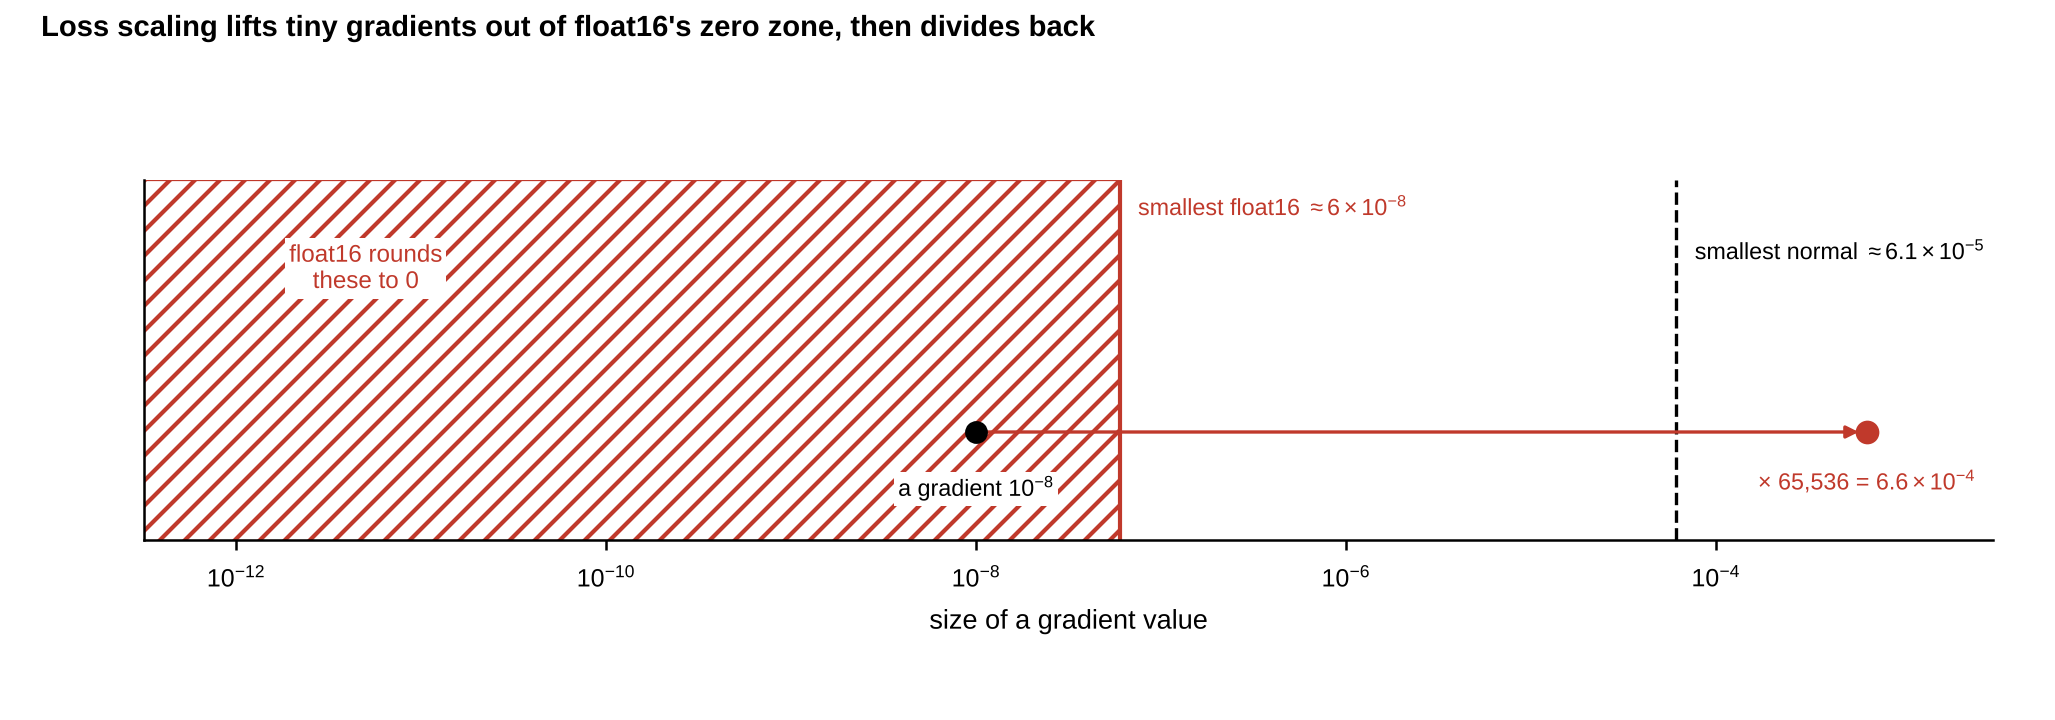 Loss scaling lifts tiny gradients out of float16's zero zone, then divides back
smallest float16 ≈ 6 × 10⁻⁸
float16 rounds
these to 0
smallest normal ≈ 6.1 × 10⁻⁵
a gradient 10⁻⁸
× 65,536 = 6.6 × 10⁻⁴
10⁻¹² 10⁻¹⁰ 10⁻⁸ 10⁻⁶ 10⁻⁴
size of a gradient value